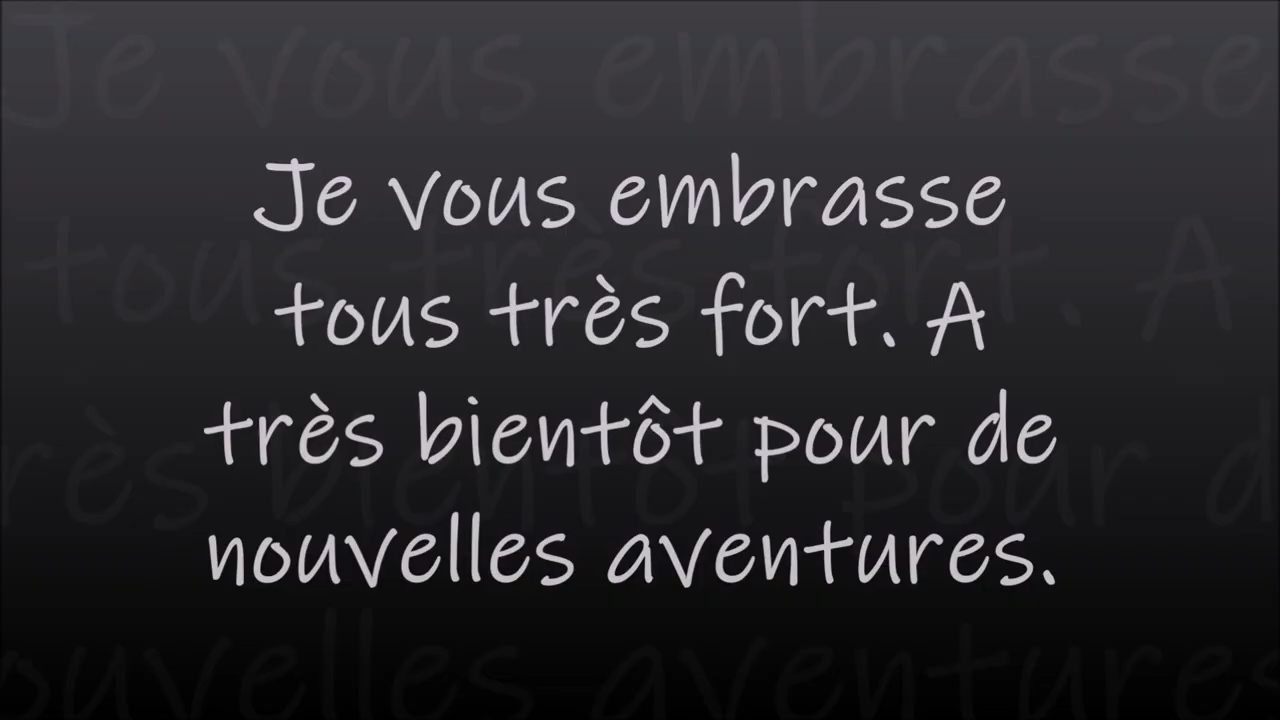 Je vous embrasse
tous très fort. A
très bientôt pour de
nouvelles aventures.